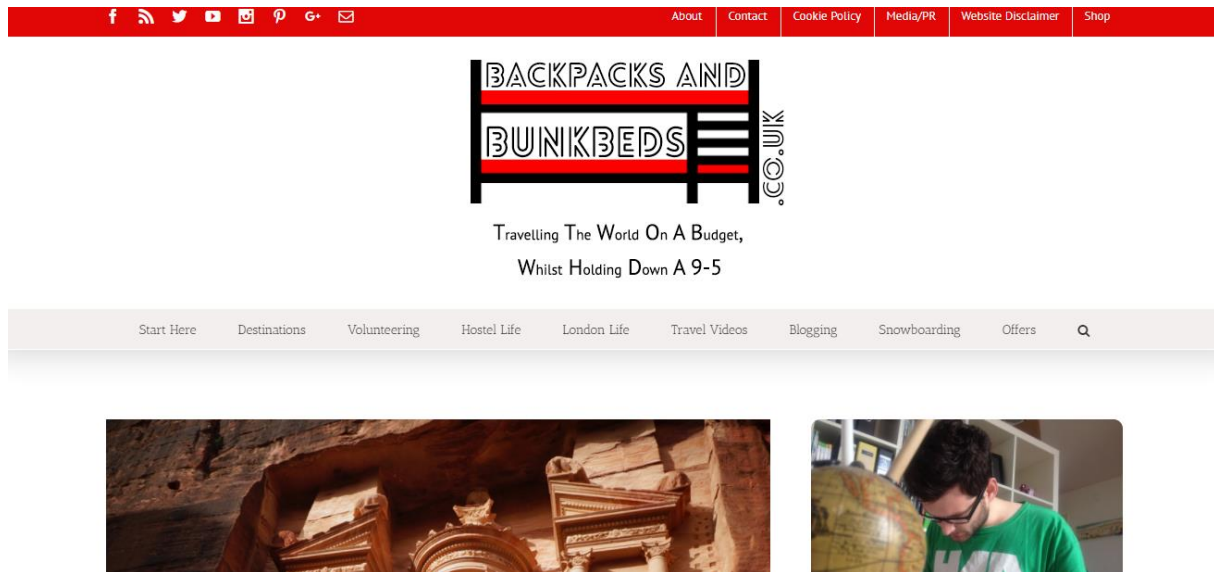 About Contact Cookie Policy Media/PR Website Disclaimer Shop
BACKPACKS AND
BUNKBEDS
.CO.UK
Travelling The World On A Budget,
Whilst Holding Down A 9-5
Start Here Destinations Volunteering Hostel Life London Life Travel Videos Blogging Snowboarding Offers